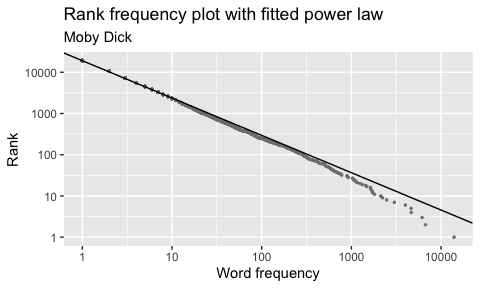 Rank frequency plot with fitted power law
Moby Dick
10000
1000
100
10
1
Rank
1
10
100
1000
10000
Word frequency